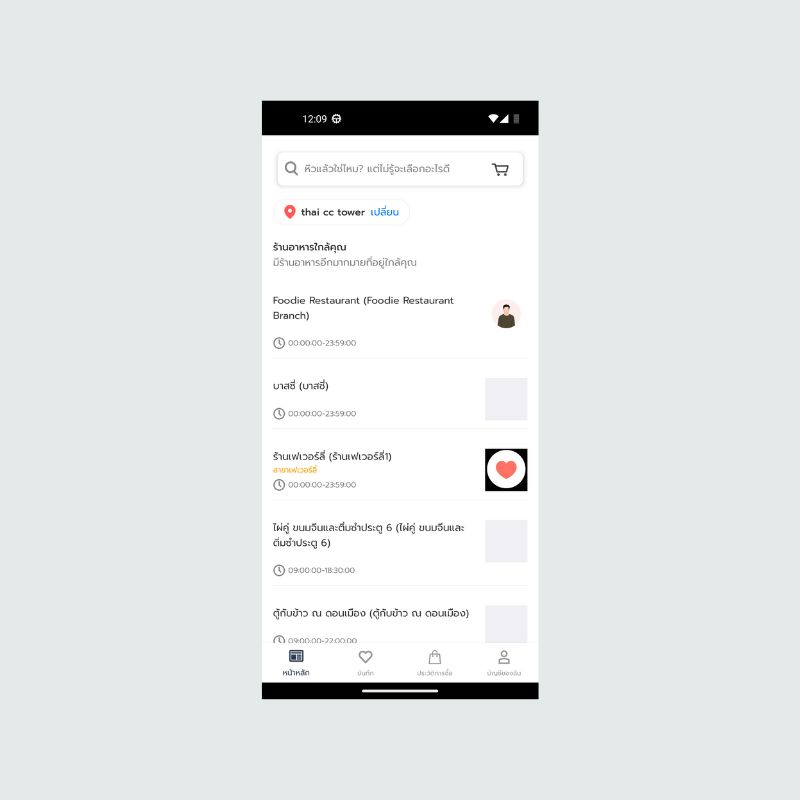 12:09
หิวแล้วใช่ไหม? แต่ไม่รู้จะเลือกอะไรดี
thai cc tower เปลี่ยน
ร้านอาหารใกล้คุณ
มีร้านอาหารอีกมากมายที่อยู่ใกล้คุณ
Foodie Restaurant (Foodie Restaurant
Branch)
00:00:00-23:59:00
บาสซี่ (บาสซี่)
00:00:00-23:59:00
ร้านเฟเวอร์ลี่ (ร้านเฟเวอร์ลี่1)
สาขาเฟเวอร์ลี่
00:00:00-23:59:00
ไผ่คู่ ขนมจีนและติ่มซำประตู 6 (ไผ่คู่ ขนมจีนและ
ติ่มซำประตู 6)
09:00:00-18:30:00
ตู้กับข้าว ณ ดอนเมือง (ตู้กับข้าว ณ ดอนเมือง)
09:00:00-22:00:00
หน้าหลัก
บันทึก
ประวัติการซื้อ
บัญชีของฉัน